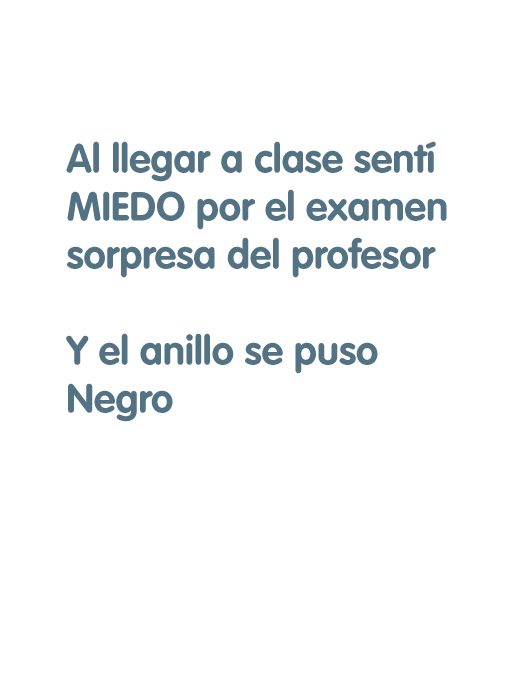 Al llegar a clase sentí
MIEDO por el examen
sorpresa del profesor
Y el anillo se puso
Negro